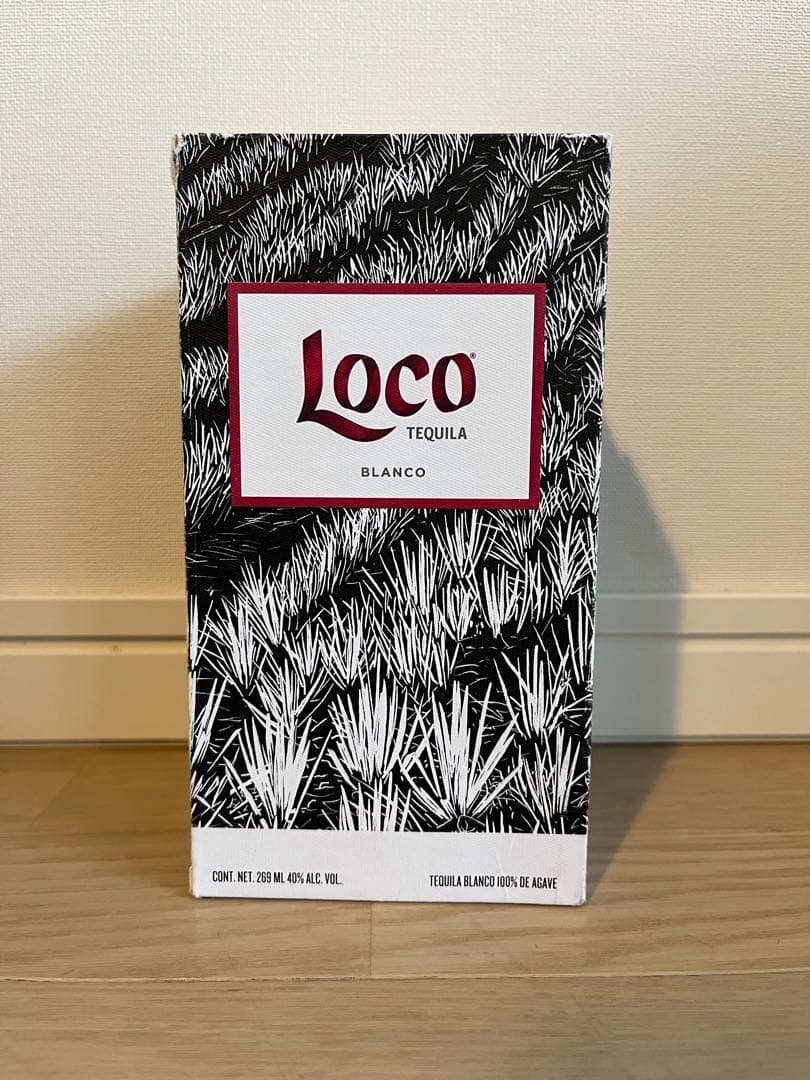 Loco®
TEQUILA
BLANCO
CONT. NET. 269 ML 40% ALC. VOL.
TEQUILA BLANCO 100% DE AGAVE